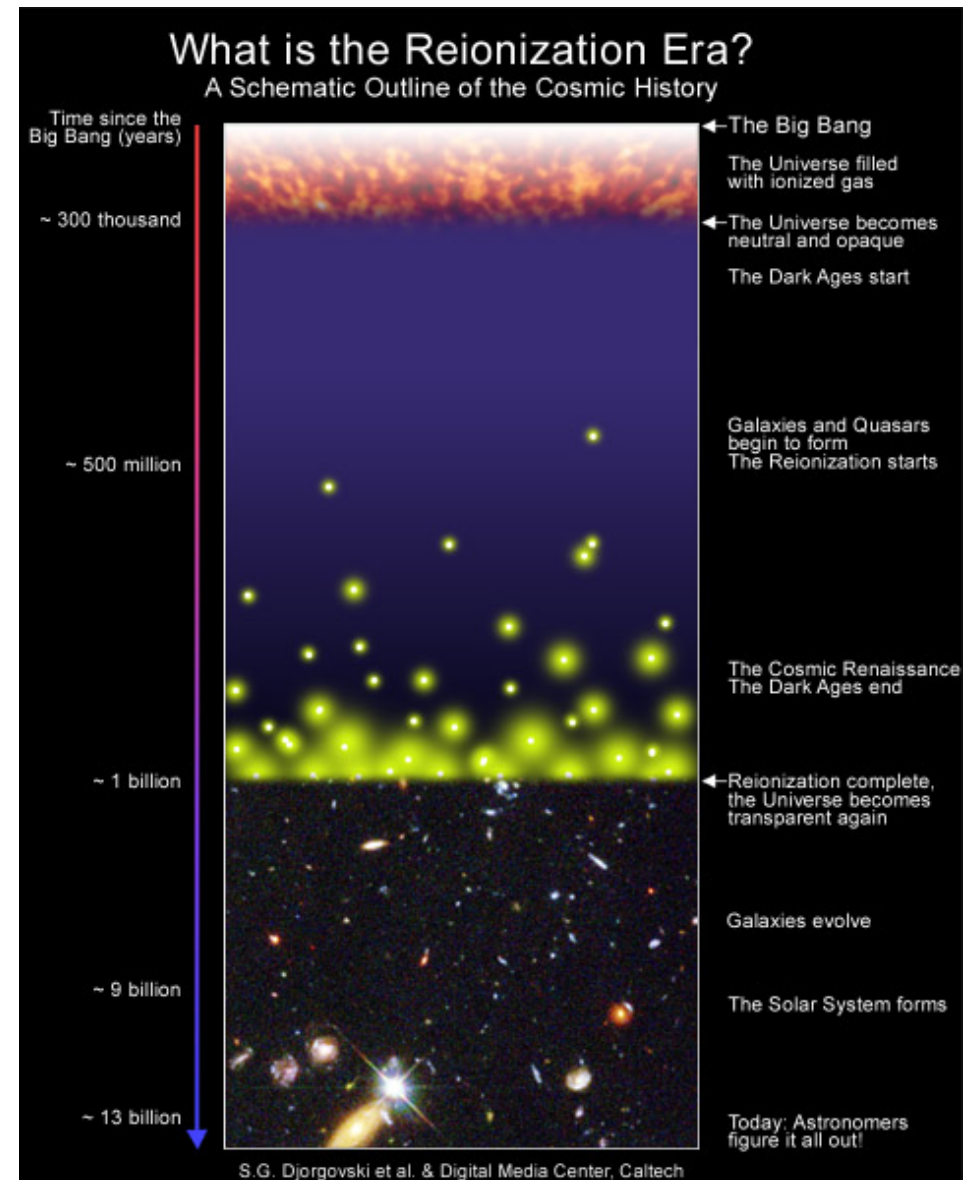 What is the Reionization Era?
A Schematic Outline of the Cosmic History
Time since the
Big Bang (years)
The Big Bang
The Universe filled
with ionized gas
~ 300 thousand
The Universe becomes
neutral and opaque
The Dark Ages start
Galaxies and Quasars
begin to form
The Reionization starts
~ 500 million
The Cosmic Renaissance
The Dark Ages end
~ 1 billion
Reionization complete,
the Universe becomes
transparent again
Galaxies evolve
~ 9 billion
The Solar System forms
~ 13 billion
Today: Astronomers
figure it all out!
S.G. Djorgovski et al. & Digital Media Center, Caltech